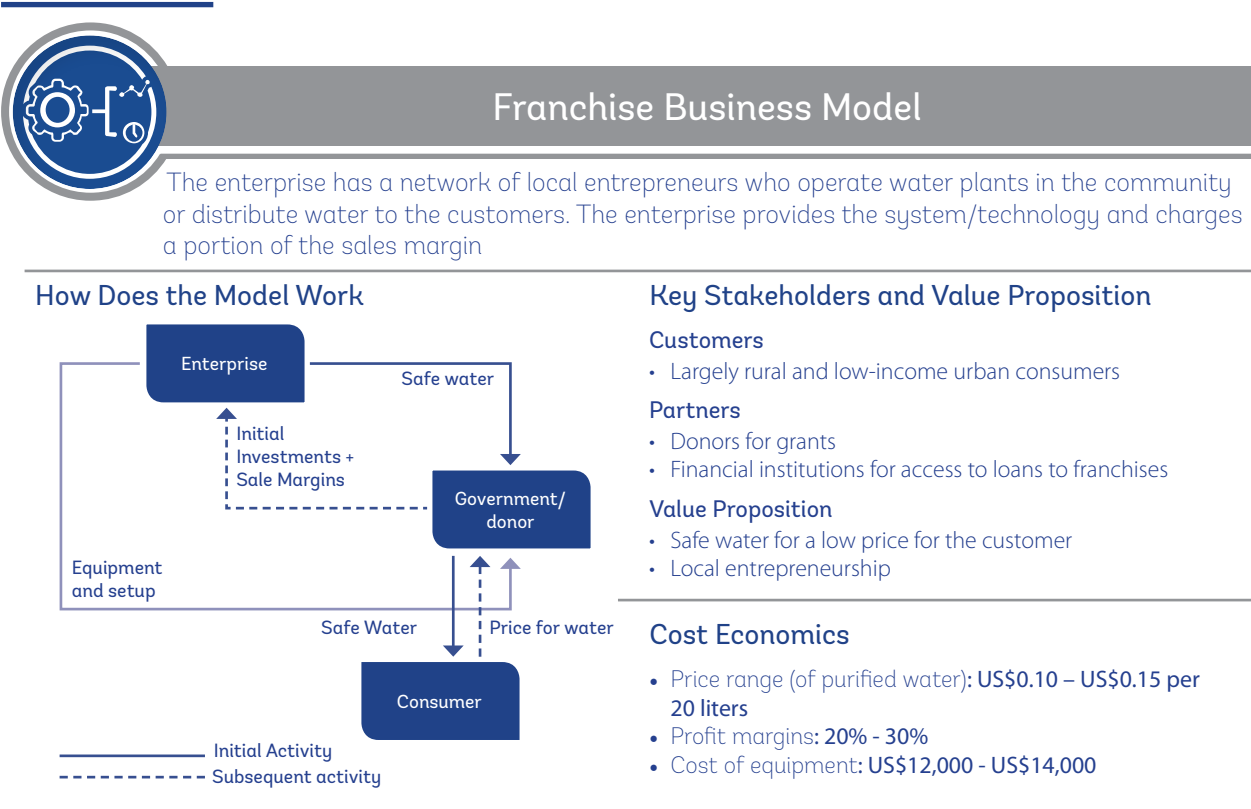 Franchise Business Model
The enterprise has a network of local entrepreneurs who operate water plants in the community
or distribute water to the customers. The enterprise provides the system/technology and charges
a portion of the sales margin
How Does the Model Work
Enterprise
Safe water
Initial
Investments +
Sale Margins
Government/
donor
Equipment
and setup
Safe Water
Price for water
Consumer
Initial Activity
Subsequent activity
Key Stakeholders and Value Proposition
Customers
• Largely rural and low-income urban consumers
Partners
• Donors for grants
• Financial institutions for access to loans to franchises
Value Proposition
• Safe water for a low price for the customer
• Local entrepreneurship
Cost Economics
• Price range (of purified water): US$0.10 – US$0.15 per
20 liters
• Profit margins: 20% - 30%
• Cost of equipment: US$12,000 - US$14,000